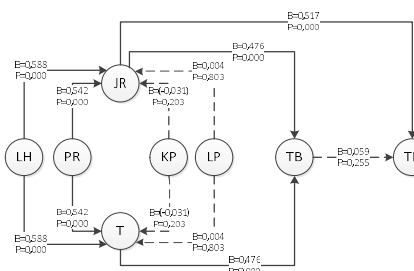 B=0,517
P=0,000
B=0,476
P=0,000
B=0,588
P=0,000
B=0,004
P=0,803
B=0,542
P=0,000
JR
B=(-0,031)
P=0,203
LH
PR
KP
LP
TB
B=0,059
P=0,255
B=0,542
P=0,000
T
B=(-0,031)
P=0,203
B=0,588
P=0,000
B=0,004
P=0,803
B=0,476
P=0,000